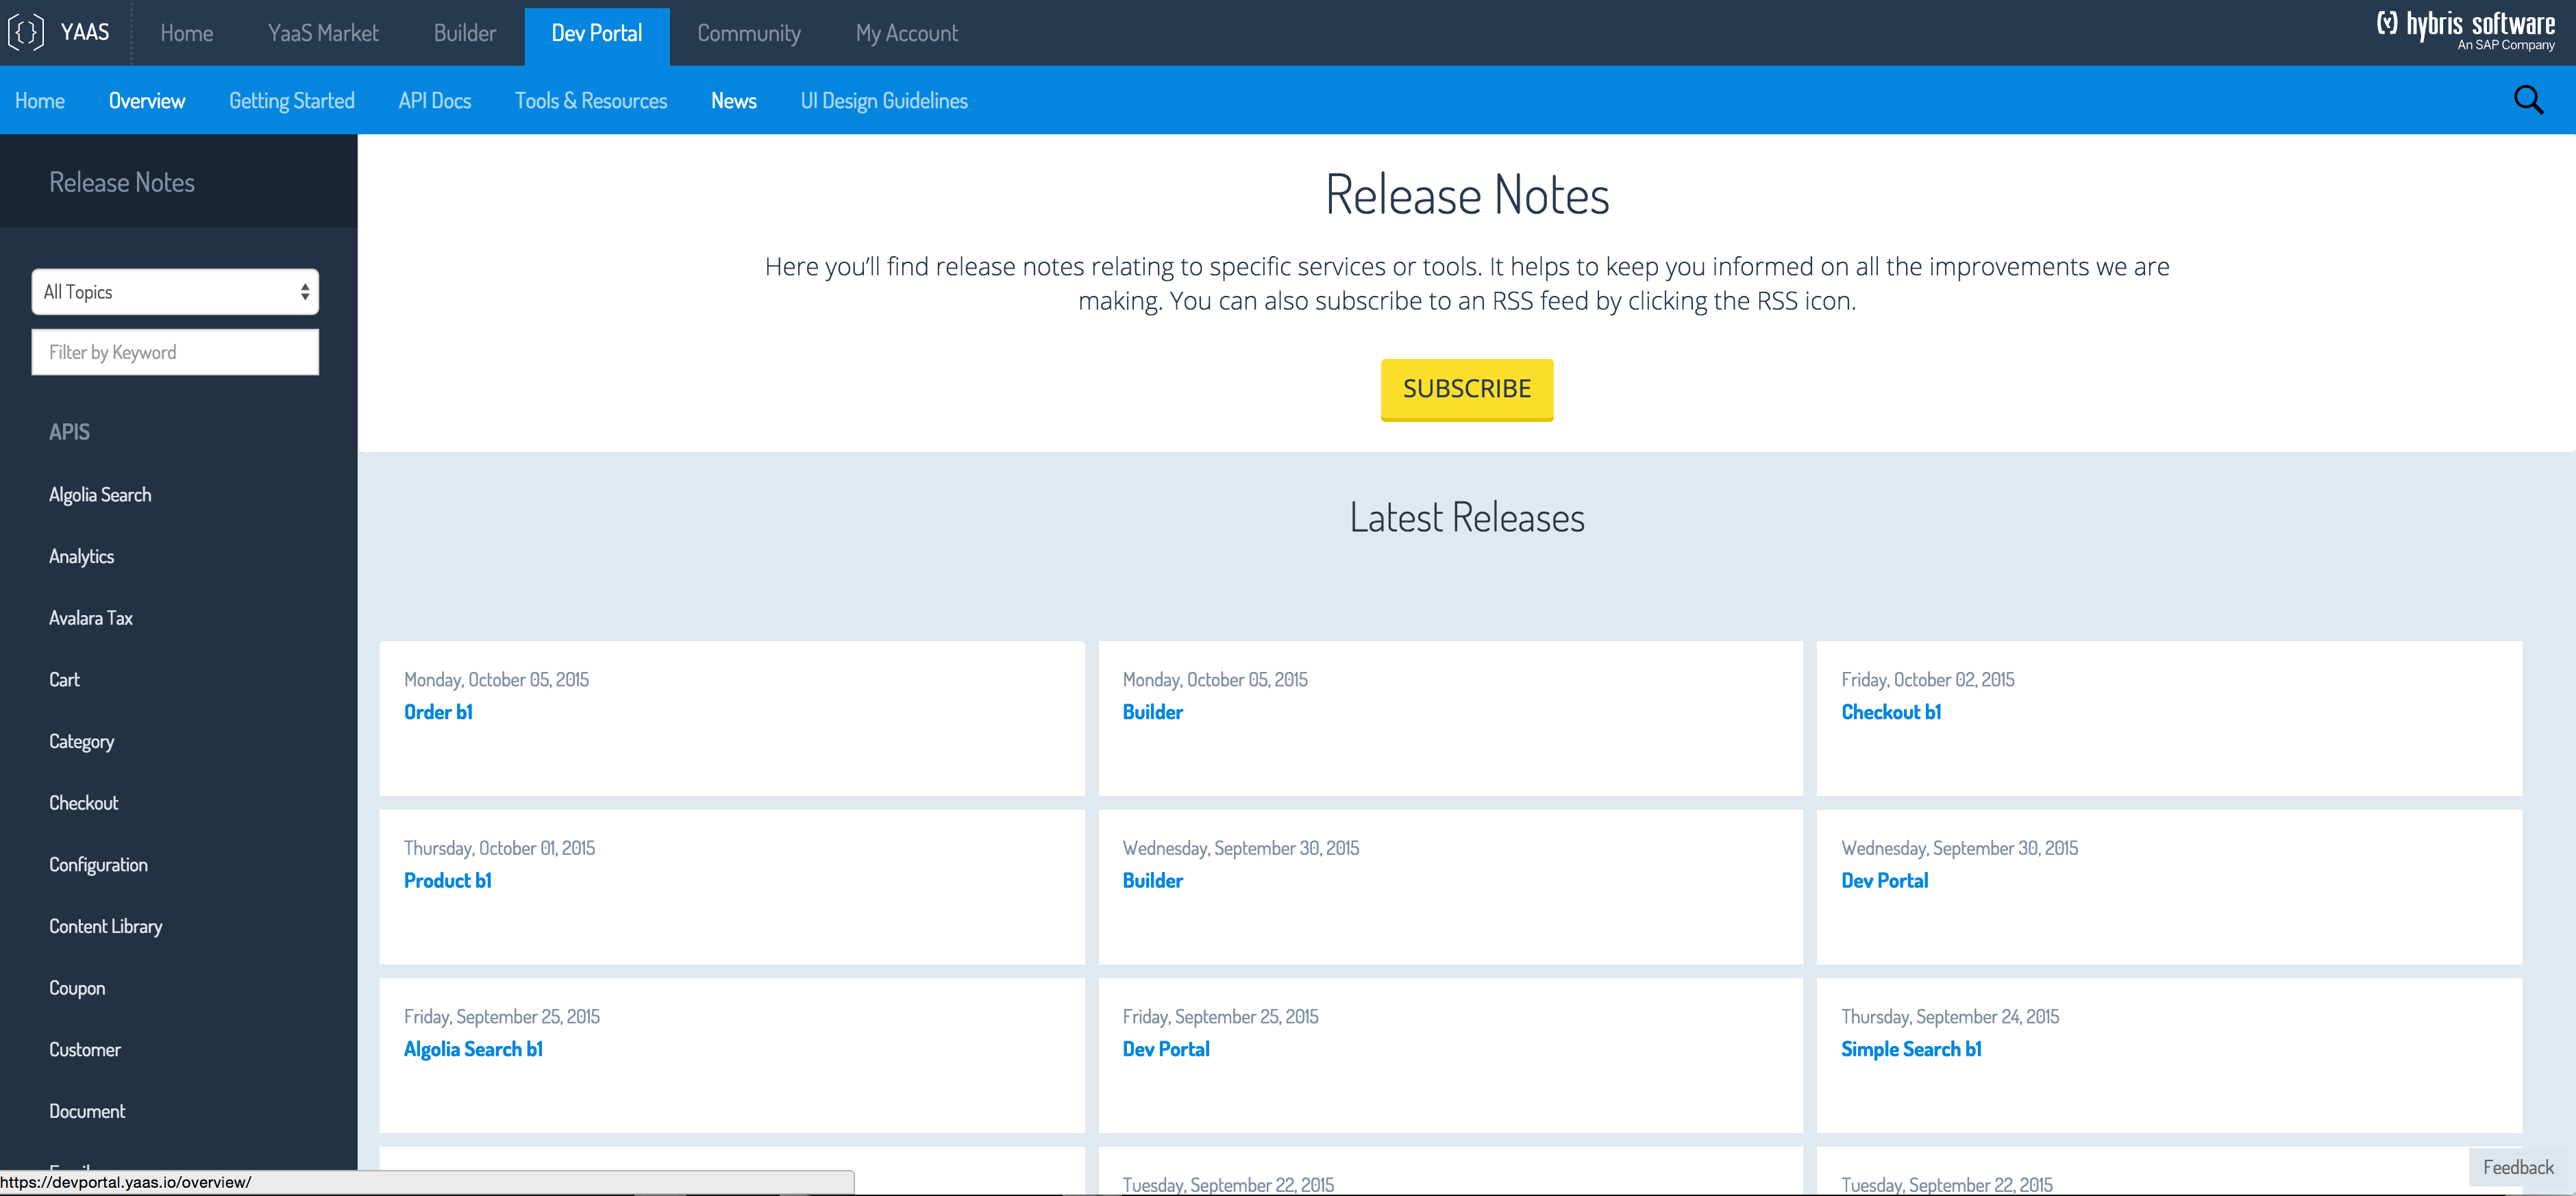 {} YAAS Home YaaS Market Builder Dev Portal Community My Account
hybris software
An SAP Company
Home Overview Getting Started API Docs Tools & Resources News UI Design Guidelines
Release Notes
All Topics
Filter by Keyword
APIS
Algolia Search
Analytics
Avalara Tax
Cart
Category
Checkout
Configuration
Content Library
Coupon
Customer
Document
https://devportal.yaas.io/overview/
Release Notes
Here you'll find release notes relating to specific services or tools. It helps to keep you informed on all the improvements we are
making. You can also subscribe to an RSS feed by clicking the RSS icon.
SUBSCRIBE
Latest Releases
Monday, October 05, 2015
Order b1
Monday, October 05, 2015
Builder
Friday, October 02, 2015
Checkout b1
Thursday, October 01, 2015
Product b1
Wednesday, September 30, 2015
Builder
Wednesday, September 30, 2015
Dev Portal
Friday, September 25, 2015
Algolia Search b1
Friday, September 25, 2015
Dev Portal
Thursday, September 24, 2015
Simple Search b1
Tuesday, September 22, 2015
Tuesday, September 22, 2015
Feedback